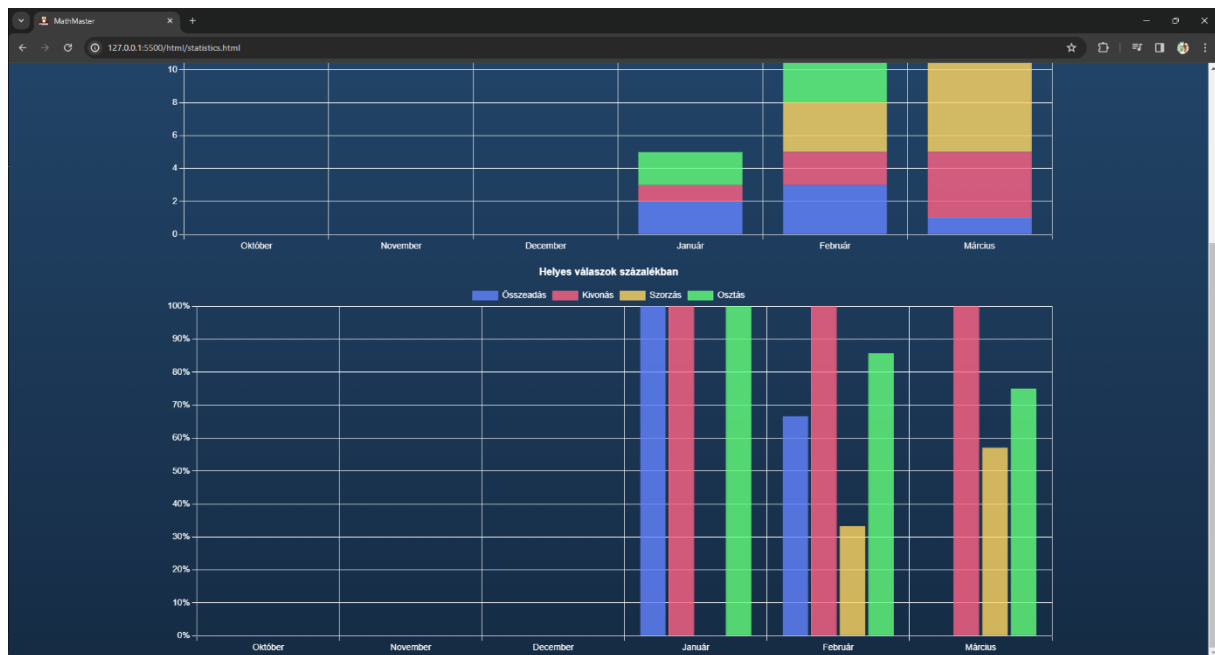 MathMaster
127.0.0.1:5500/html/statistics.html
10
8
6
4
2
0
Október November December Január Február Március
Helyes válaszok százalékban
Összeadás Kivonás Szorzás Osztás
100%
90%
80%
70%
60%
50%
40%
30%
20%
10%
0%
Október November December Január Február Március